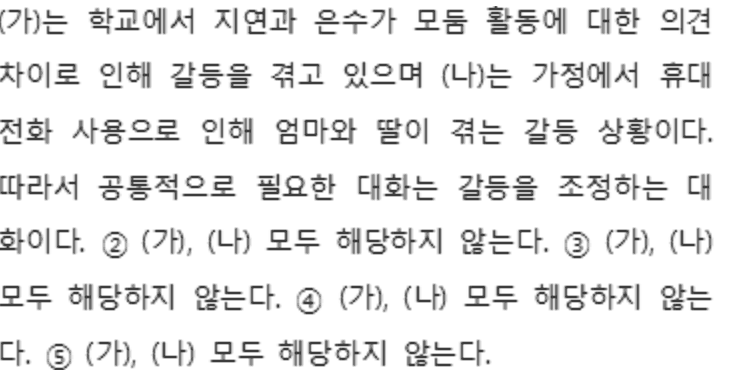 (가)는 학교에서 지연과 은수가 모둠 활동에 대한 의견
차이로 인해 갈등을 겪고 있으며 (나)는 가정에서 휴대
전화 사용으로 인해 엄마와 딸이 겪는 갈등 상황이다.
따라서 공통적으로 필요한 대화는 갈등을 조정하는 대
화이다. ② (가), (나) 모두 해당하지 않는다. ③ (가), (나)
모두 해당하지 않는다. ④ (가), (나) 모두 해당하지 않는
다. ⑤ (가), (나) 모두 해당하지 않는다.